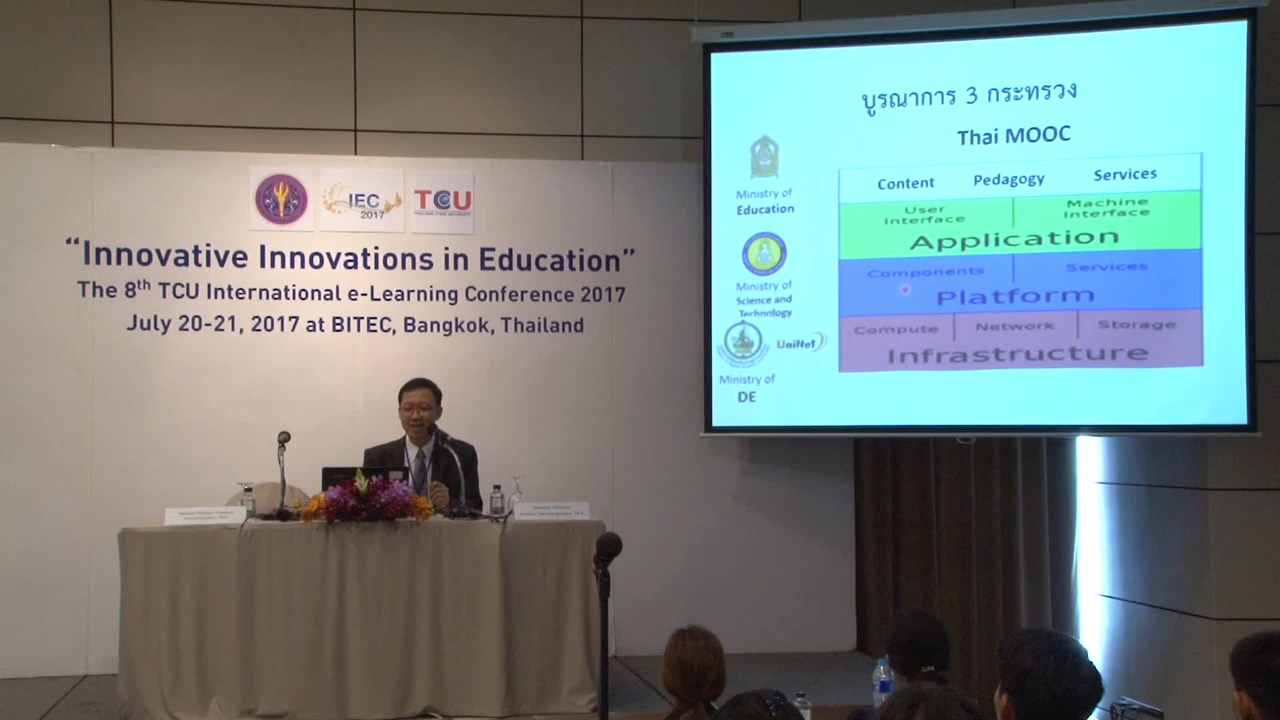 IEC
2017
TCU
THAILAND CYBER UNIVERSITY
“Innovative Innovations in Education”
The 8th TCU International e-Learning Conference 2017
July 20-21, 2017 at BITEC, Bangkok, Thailand
บูรณาการ 3 กระทรวง
Thai MOOC
Ministry of
Education
Ministry of
Science and
Technology
UniNet
Ministry of
DE
Content Pedagogy Services
User Interface
Machine Interface
Application
Components Services
Platform
Compute Network Storage
Infrastructure